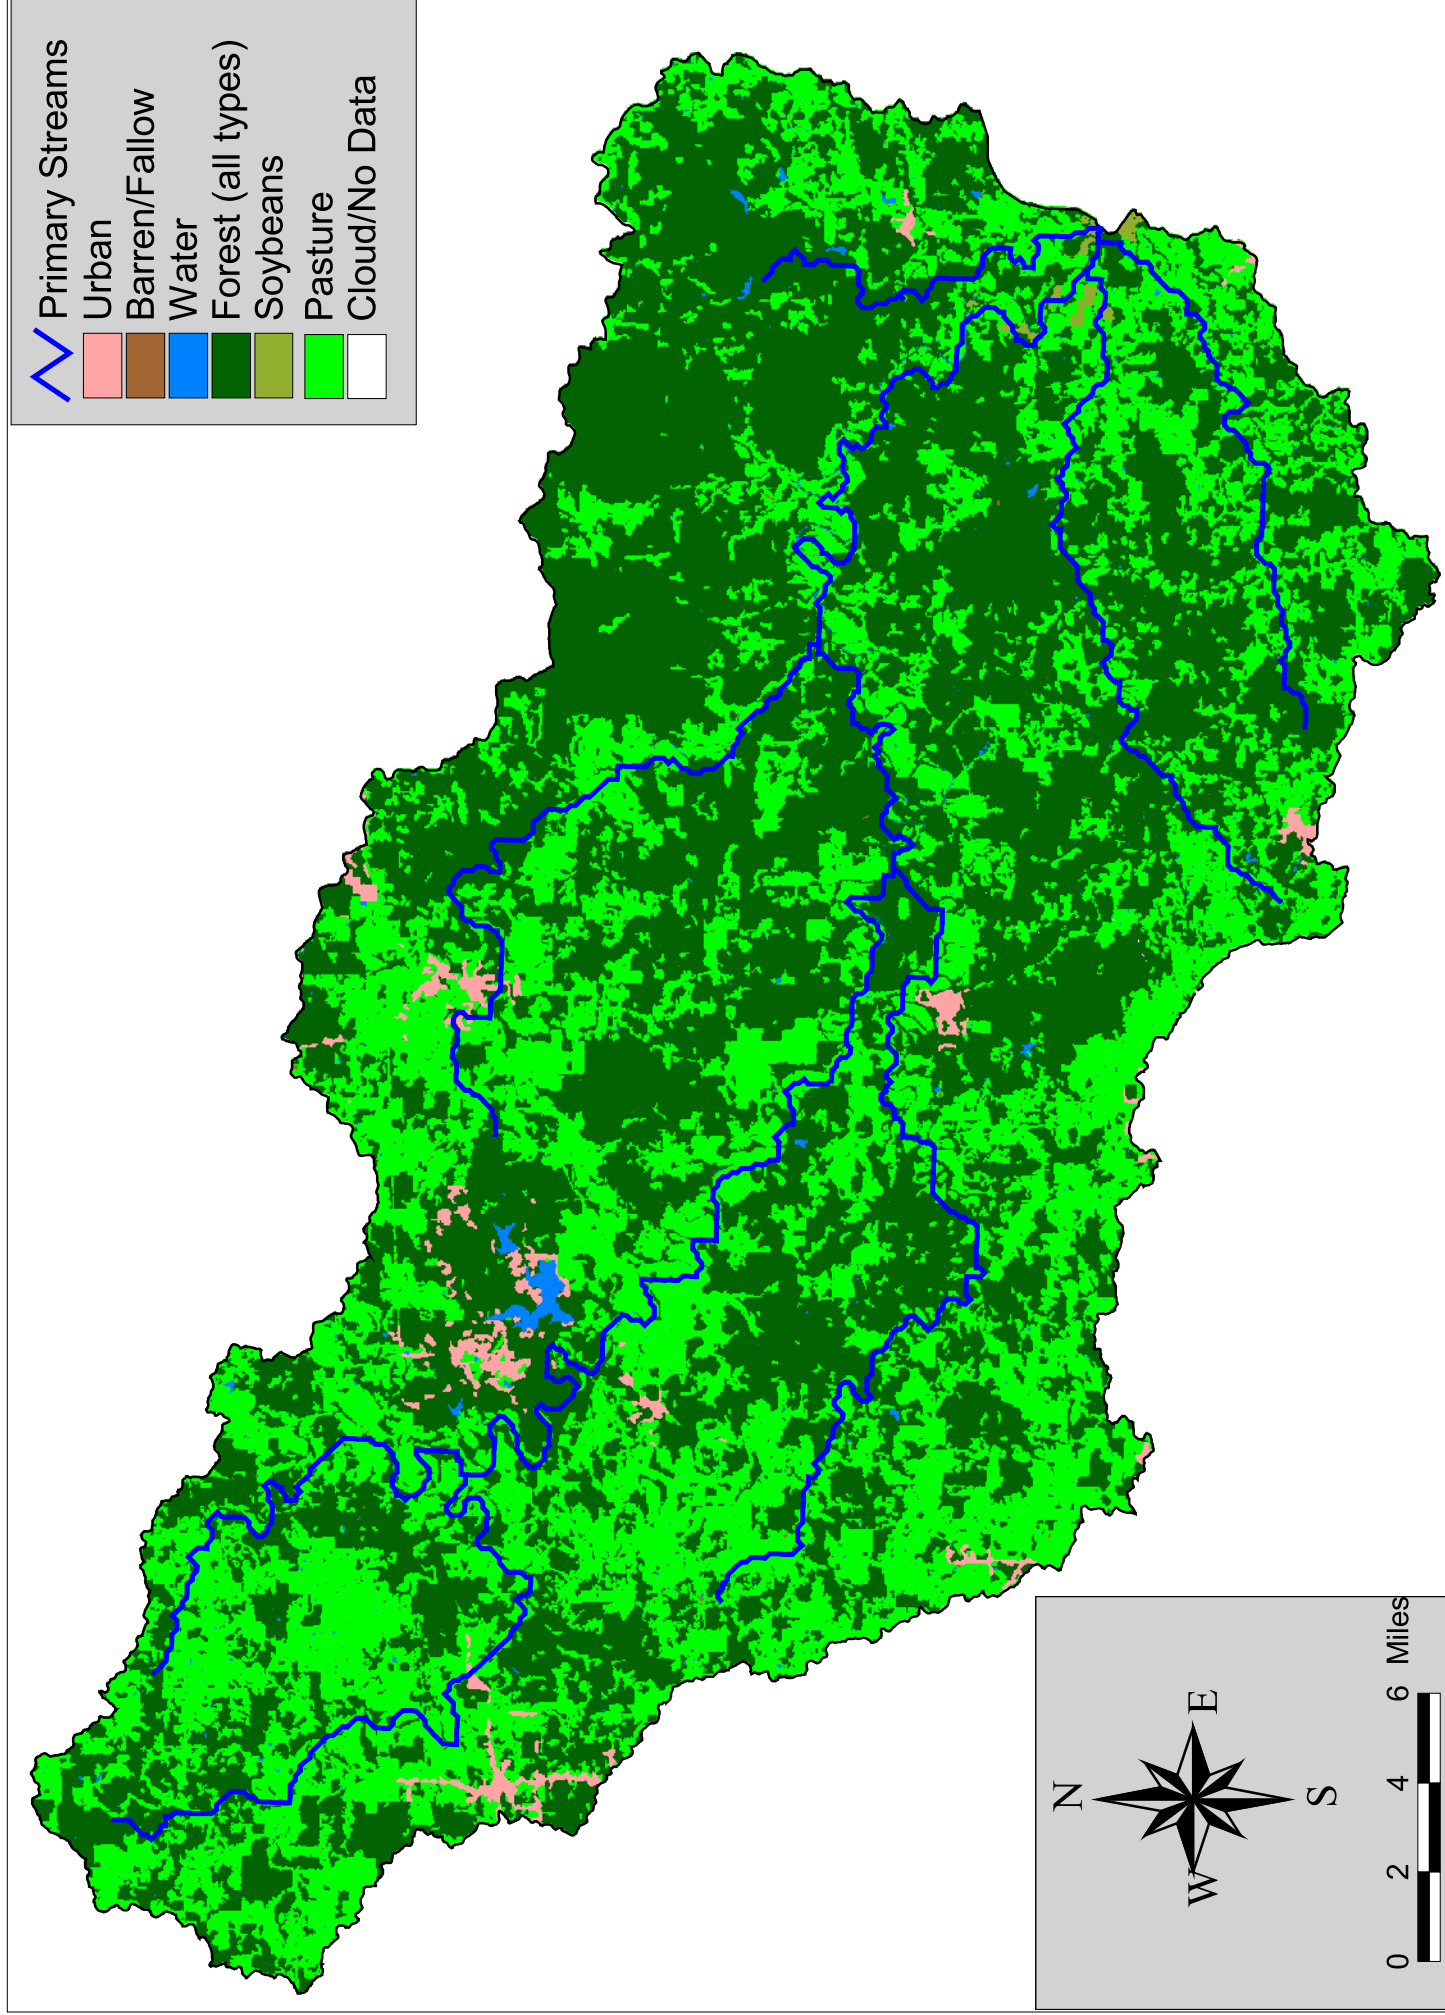 Primary Streams
Urban
Barren/Fallow
Water
Forest (all types)
Soybeans
Pasture
Cloud/No Data
N
W E
S
0 2 4 6 Miles